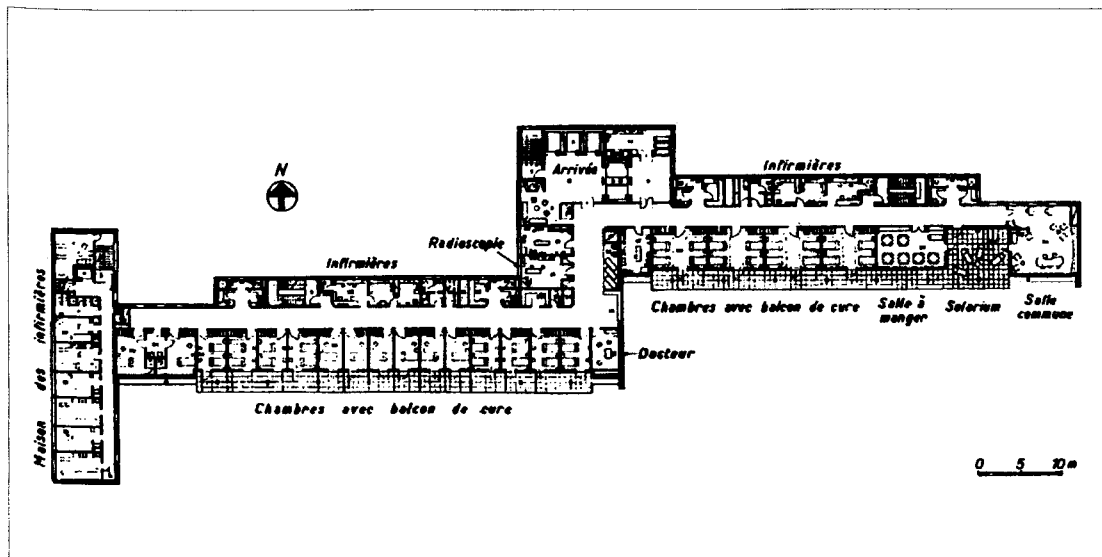 N
Arrivée
Infirmières
Radioscopie
Infirmières
Chambres avec balcon de cure
Salle à
manger
Solarium
Salle
commune
Docteur
Chambres avec balcon de cure
Maison des infirmières
0 5 10 m